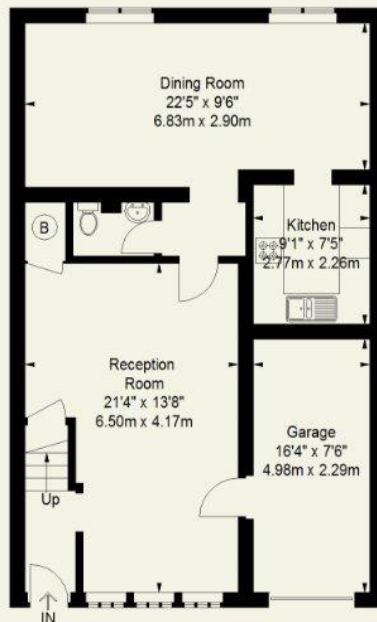 Dining Room
22'5" x 9'6"
6.83m x 2.90m
B
Kitchen
9'1" x 7'5"
2.77m x 2.26m
Reception
Room
21'4" x 13'8"
6.50m x 4.17m
Garage
16'4" x 7'6"
4.98m x 2.29m
Up
IN